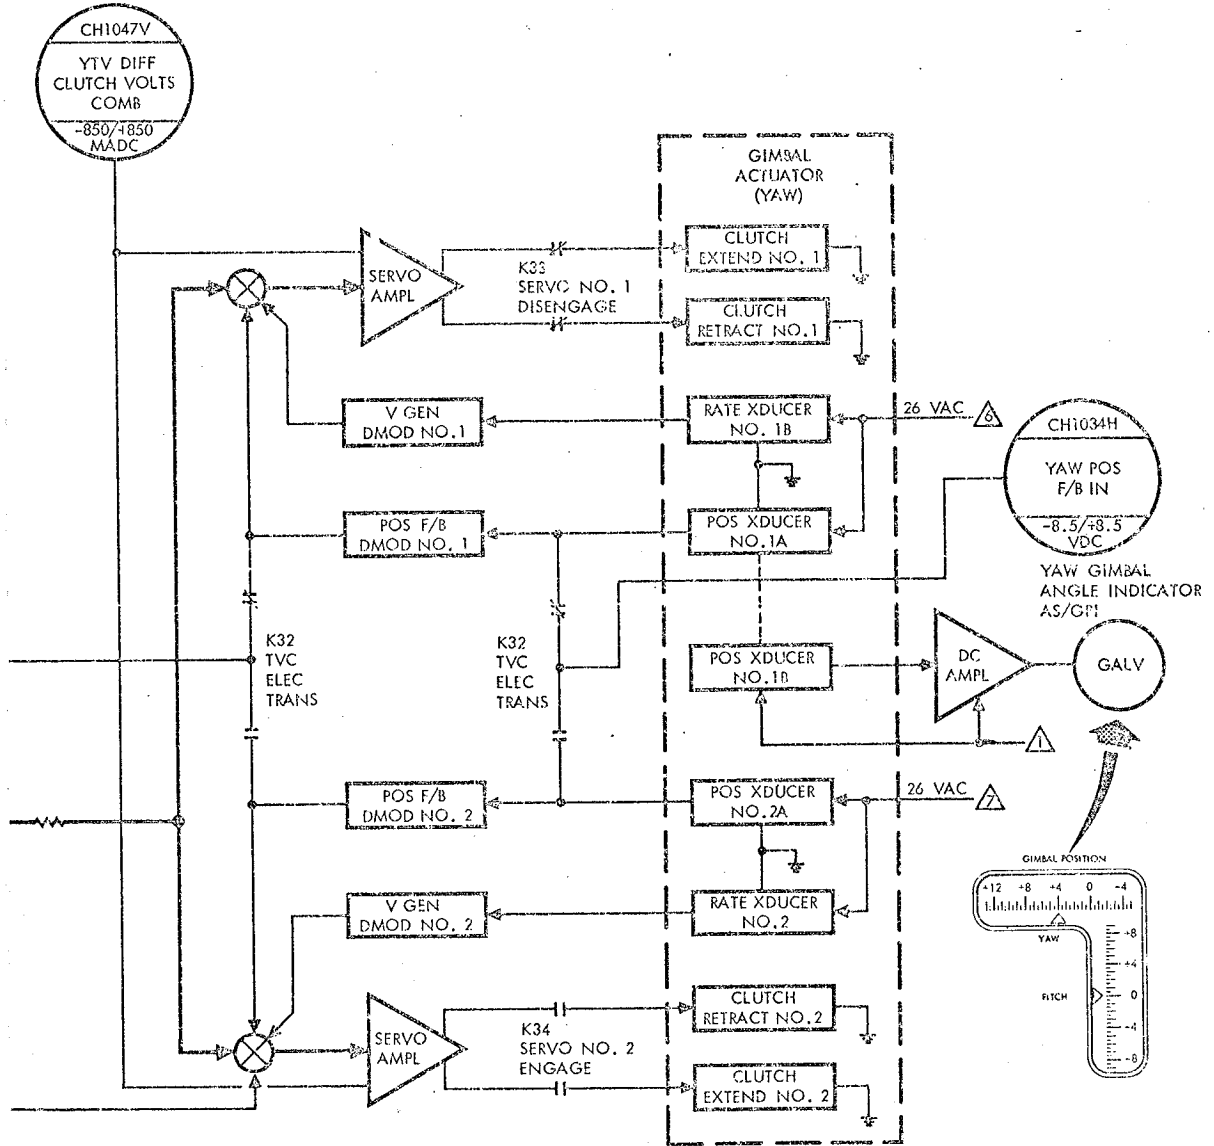 CH1047V
YTV DIFF
CLUTCH VOLTS
COMB
-850/+850
MADC
GIMBAL
ACTUATOR
(YAW)
SERVO
AMPL
K33
SERVO NO. 1
DISENGAGE
CLUTCH
EXTEND NO. 1
CLUTCH
RETRACT NO.1
V GEN
DMOD NO.1
RATE XDUCER
NO. 1B
26 VAC
6
CH1034H
YAW POS
F/B IN
-8.5/+8.5
VDC
POS F/B
DMOD NO. 1
POS XDUCER
NO.1A
YAW GIMBAL
ANGLE INDICATOR
AS/GPI
K32
TVC
ELEC
TRANS
K32
TVC
ELEC
TRANS
POS XDUCER
NO.1B
DC
AMPL
GALV
1
POS F/B
DMOD NO. 2
POS XDUCER
NO.2A
26 VAC
7
V GEN
DMOD NO. 2
RATE XDUCER
NO.2
GIMBAL POSITION
+12 +8 +4 0 -4
YAW
+8
+4
PITCH 0
-4
-8
SERVO
AMPL
K34
SERVO NO. 2
ENGAGE
CLUTCH
RETRACT NO.2
CLUTCH
EXTEND NO. 2